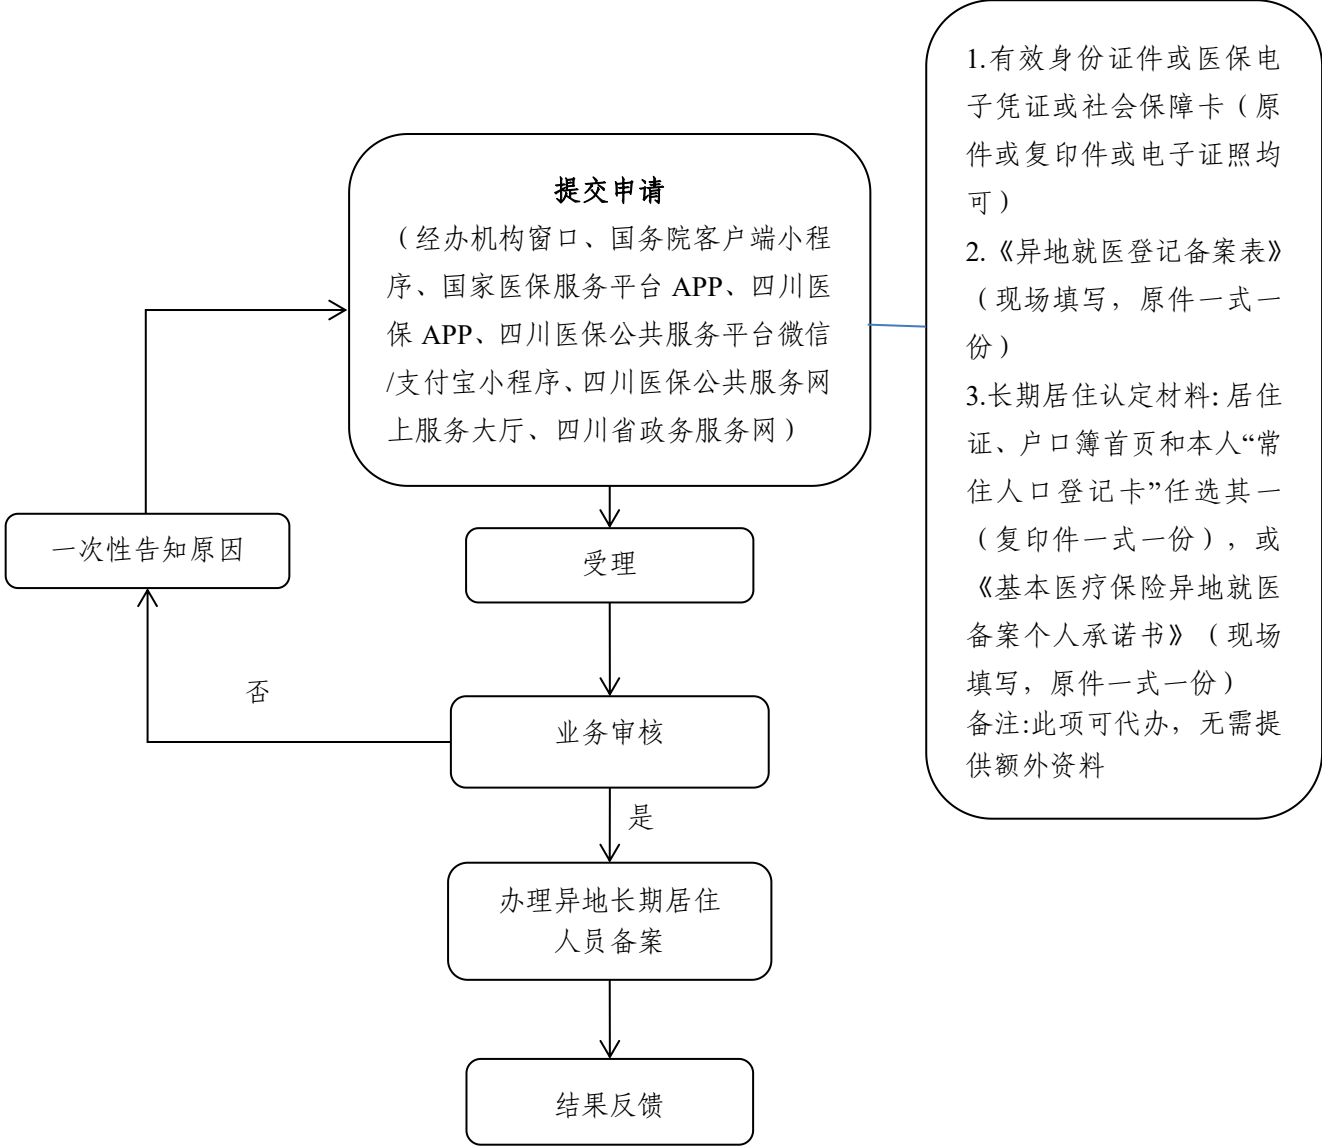 提交申请
（经办机构窗口、国务院客户端小程
序、国家医保服务平台 APP、四川医
保 APP、四川医保公共服务平台微信
/支付宝小程序、四川医保公共服务网
上服务大厅、四川省政务服务网）
1.有效身份证件或医保电
子凭证或社会保障卡（原
件或复印件或电子证照均
可）
2.《异地就医登记备案表》
（现场填写，原件一式一
份）
3.长期居住认定材料：居住
证、户口簿首页和本人“常
住人口登记卡”任选其一
（复印件一式一份），或
《基本医疗保险异地就医
备案个人承诺书》（现场
填写，原件一式一份）
备注:此项可代办，无需提
供额外资料
一次性告知原因
受理
否
业务审核
是
办理异地长期居住
人员备案
结果反馈